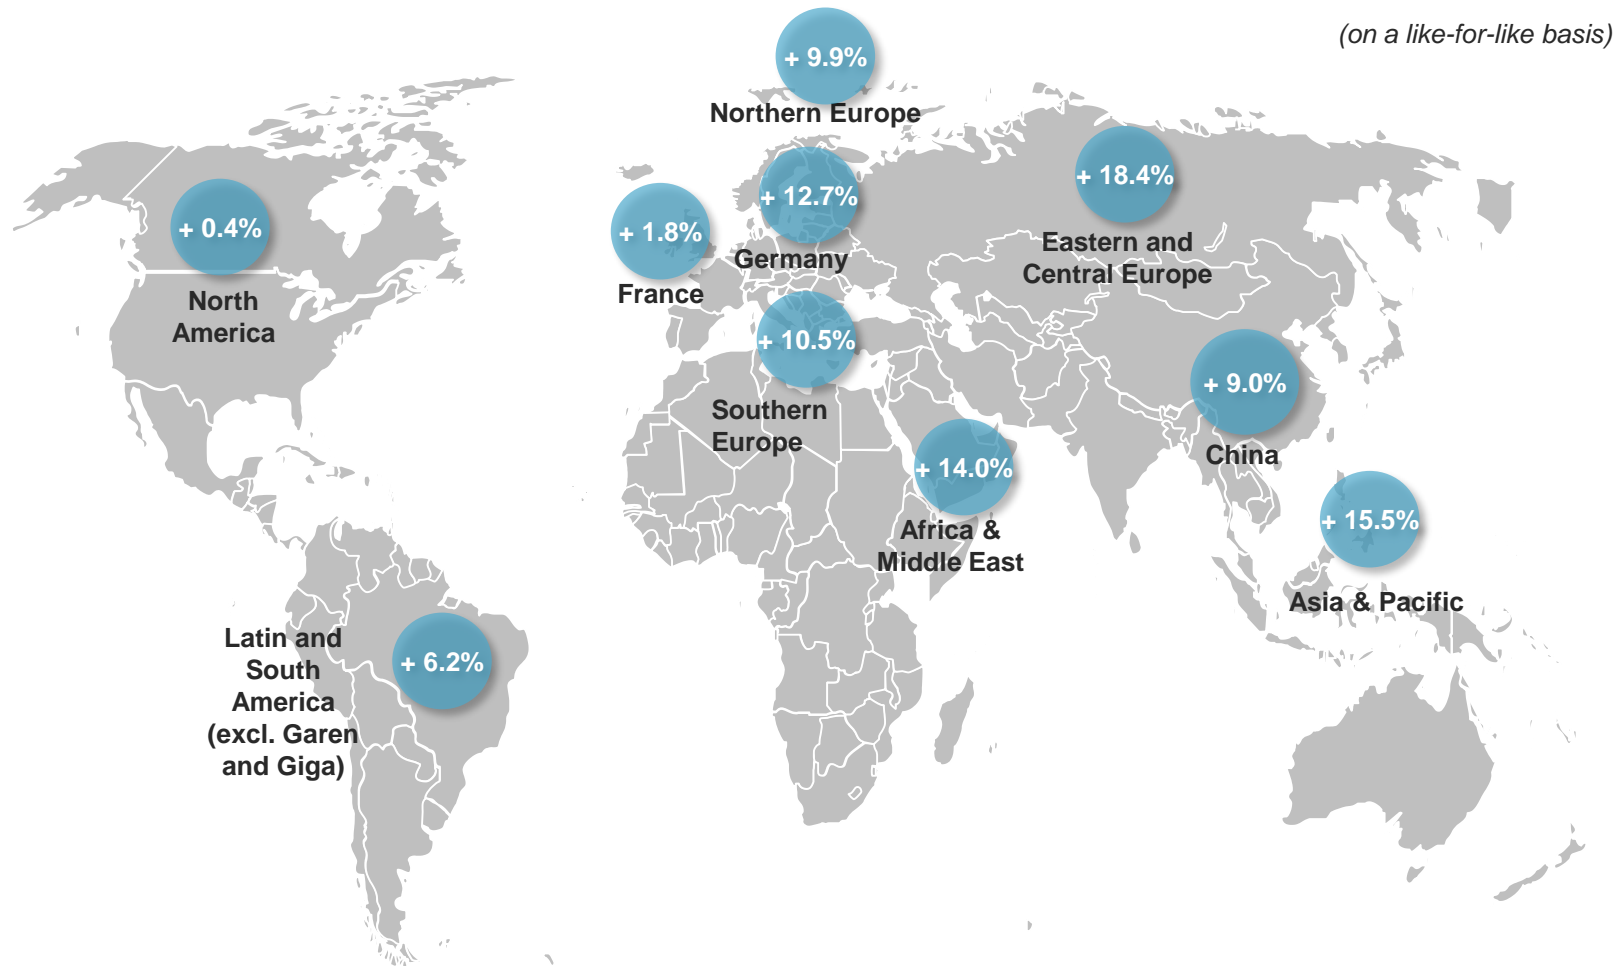 (on a like-for-like basis)
+ 9.9%
Northern Europe
+ 12.7%
Germany
+ 18.4%
Eastern and
Central Europe
+ 0.4%
North
America
+ 1.8%
France
+ 10.5%
Southern
Europe
+ 9.0%
China
+ 14.0%
Africa &
Middle East
+ 15.5%
Asia & Pacific
+ 6.2%
Latin and
South
America
(excl. Garen
and Giga)